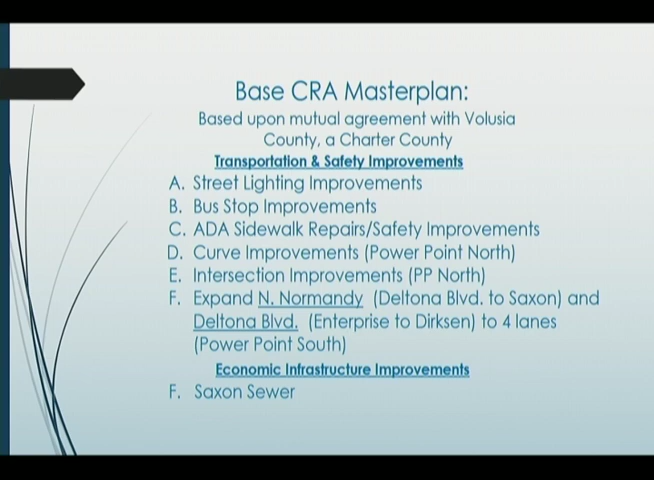 Base CRA Masterplan:
Based upon mutual agreement with Volusia
County, a Charter County
Transportation & Safety Improvements
A. Street Lighting Improvements
B. Bus Stop Improvements
C. ADA Sidewalk Repairs/Safety Improvements
D. Curve Improvements (Power Point North)
E. Intersection Improvements (PP North)
F. Expand N. Normandy (Deltona Blvd. to Saxon) and
Deltona Blvd. (Enterprise to Dirksen) to 4 lanes
(Power Point South)
Economic Infrastructure Improvements
F. Saxon Sewer